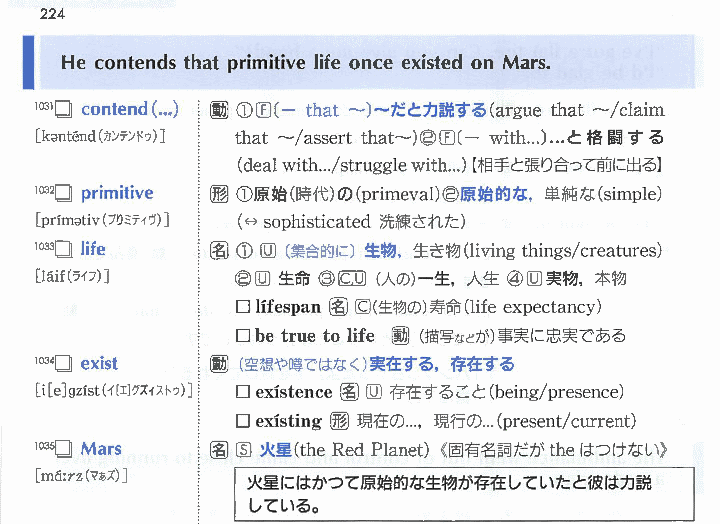 224
He contends that primitive life once existed on Mars.
1031□ contend (...) 動 ①F(— that ～)～だと力説する(argue that ～/claim
[kənténd(カンテンドゥ)] that ～/assert that～)②F(— with...)...と格闘する
(deal with.../struggle with...)【相手と張り合って前に出る】
1032□ primitive 形 ①原始(時代)の(primeval)②原始的な, 単純な(simple)
[prímətiv(プリミティヴ)] (↔ sophisticated 洗練された)
1033□ life 名 ① U (集合的に) 生物, 生き物(living things/creatures)
[láif(ライフ)] ② U 生命 ③ C,U (人の)一生, 人生 ④ U 実物, 本物
□ lífespan 名 C(生物の)寿命(life expectancy)
□ be true to life 動 (描写などが)事実に忠実である
1034□ exist 動 (空想や噂ではなく)実在する, 存在する
[i[e]gzíst(イ[エ]グズィストゥ)] □ exístence 名 U 存在すること(being/presence)
□ exísting 形 現在の..., 現行の...(present/current)
1035□ Mars 名 S 火星(the Red Planet)《固有名詞だが the はつけない》
[mɑ́ːrz(マぁズ)] 火星にはかつて原始的な生物が存在していたと彼は力説
している。